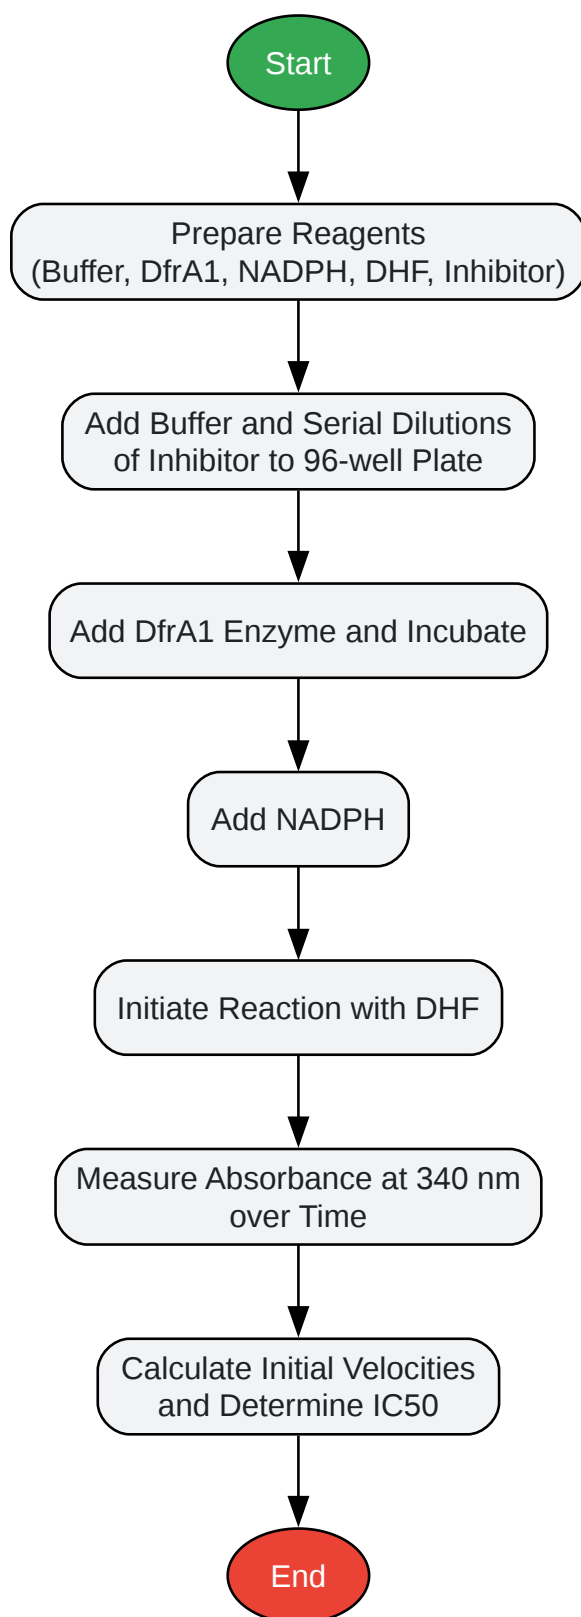 Start
Prepare Reagents
(Buffer, DfrA1, NADPH, DHF, Inhibitor)
Add Buffer and Serial Dilutions
of Inhibitor to 96-well Plate
Add DfrA1 Enzyme and Incubate
Add NADPH
Initiate Reaction with DHF
Measure Absorbance at 340 nm
over Time
Calculate Initial Velocities
and Determine IC50
End